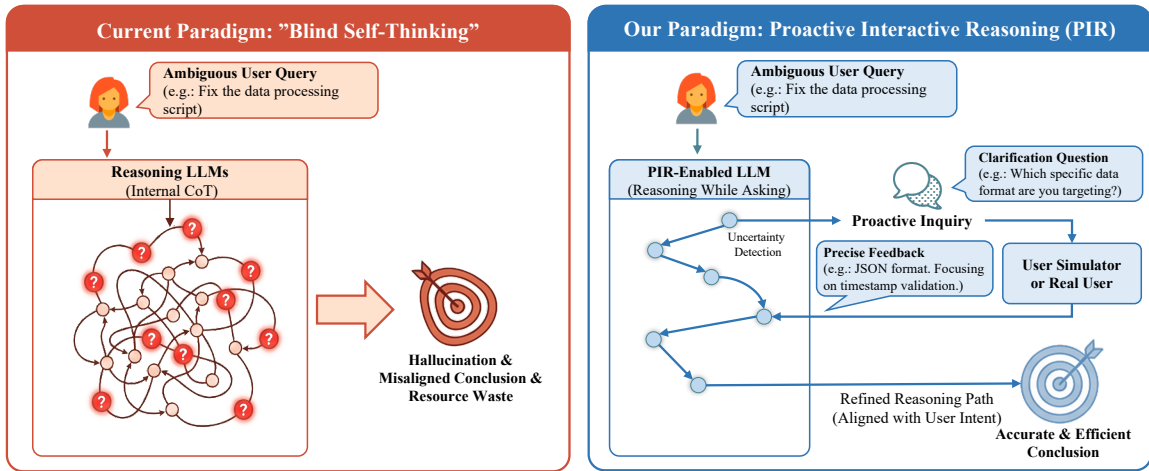 Current Paradigm: ”Blind Self-Thinking”
Ambiguous User Query
(e.g.: Fix the data processing
script)
Reasoning LLMs
(Internal CoT)
?
?
?
?
?
?
?
?
?
Hallucination &
Misaligned Conclusion &
Resource Waste
Our Paradigm: Proactive Interactive Reasoning (PIR)
Ambiguous User Query
(e.g.: Fix the data processing
script)
PIR-Enabled LLM
(Reasoning While Asking)
Clarification Question
(e.g.: Which specific data
format are you targeting?)
Proactive Inquiry
Uncertainty
Detection
Precise Feedback
(e.g.: JSON format. Focusing
on timestamp validation.)
User Simulator
or Real User
Refined Reasoning Path
(Aligned with User Intent)
Accurate & Efficient
Conclusion